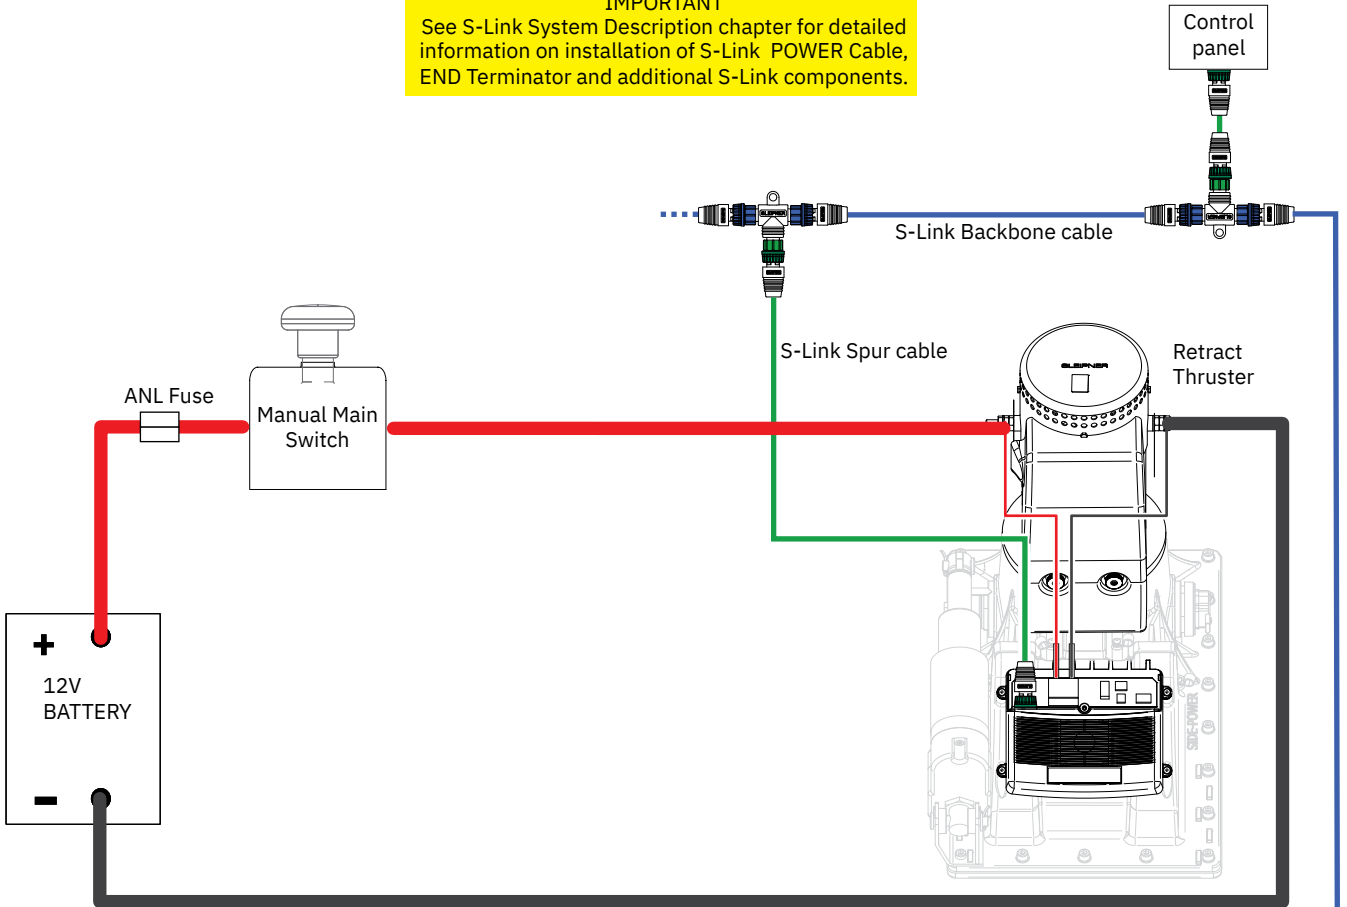 IMPORTANT
See S-Link System Description chapter for detailed
information on installation of S-Link POWER Cable,
END Terminator and additional S-Link components.
Control
panel
S-Link Backbone cable
S-Link Spur cable
Retract
Thruster
ANL Fuse
Manual Main
Switch
GLEIPNER
+
12V
BATTERY
-
SIDE-POWER